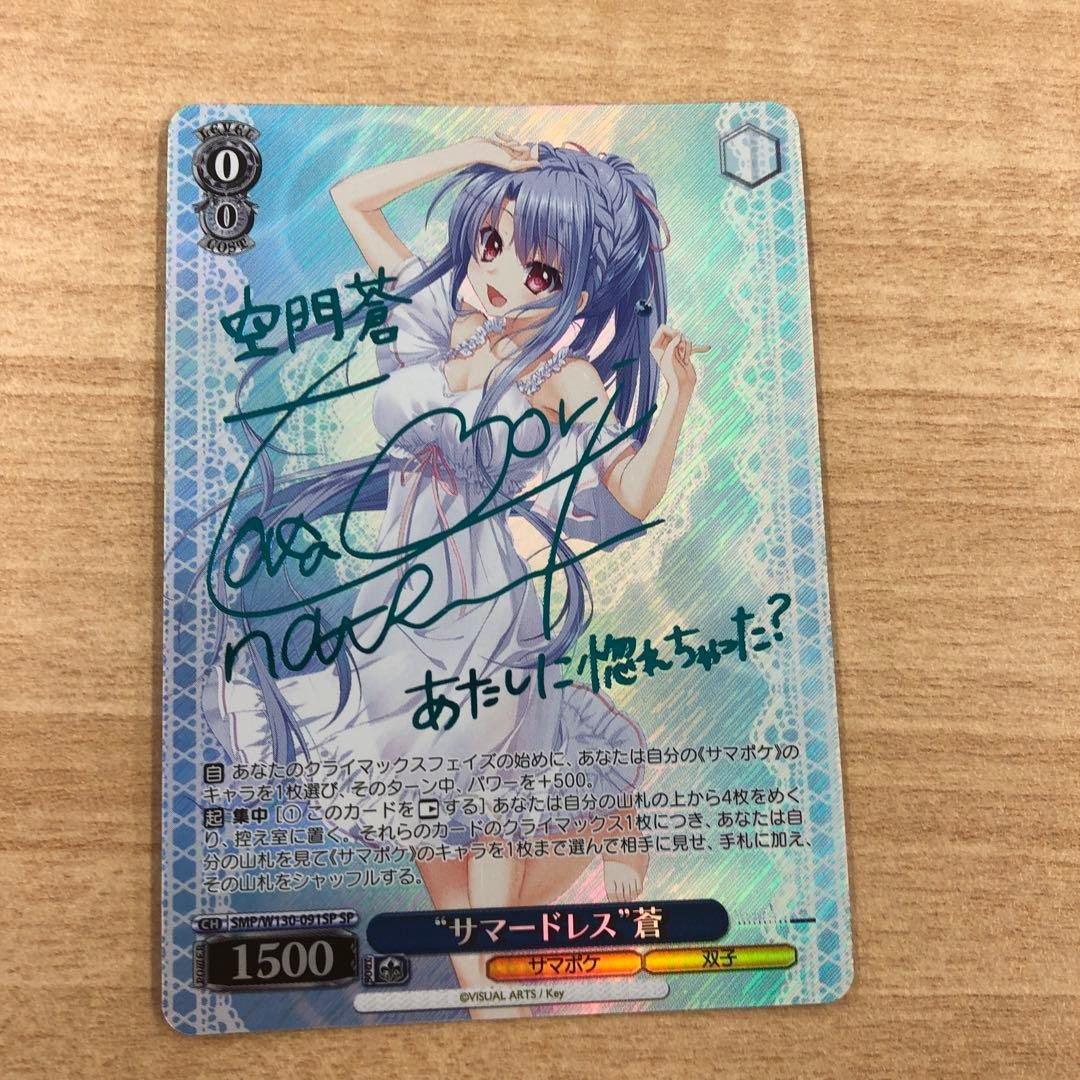 LEVEL
0
0
COST
空門蒼
あたしに惚れちゃった?
自 あなたのクライマックスフェイズの始めに、あなたは自分の《サマポケ》の
キャラを1枚選び、そのターン中、パワーを+500。
起 集中 [① このカードを する] あなたは自分の山札の上から4枚をめく
り、控え室に置く。それらのカードのクライマックス1枚につき、あなたは自
分の山札を見て《サマポケ》のキャラを1枚まで選んで相手に見せ、手札に加え、
その山札をシャッフルする。
CH SMP/W130-091SP SP
“サマードレス”蒼
POWER 1500 SOUL
サマポケ 双子
©VISUAL ARTS / Key